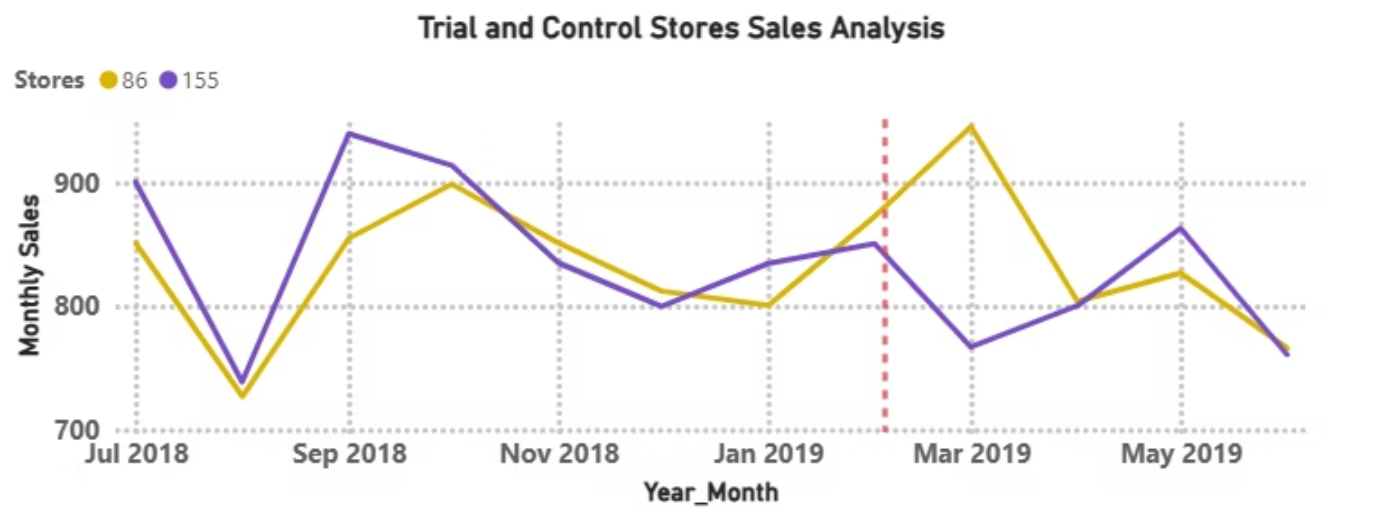 Trial and Control Stores Sales Analysis
Stores 86 155
900
800
700
Monthly Sales
Jul 2018 Sep 2018 Nov 2018 Jan 2019 Mar 2019 May 2019
Year_Month